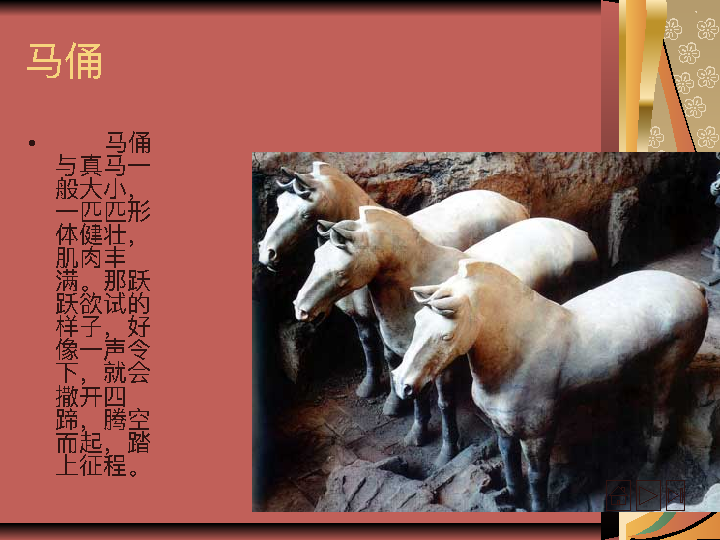 马俑
• 马俑
与真马一
般大小，
一匹匹形
体健壮，
肌肉丰
满。那跃
跃欲试的
样子，好
像一声令
下，就会
撒开四
蹄，腾空
而起，踏
上征程。